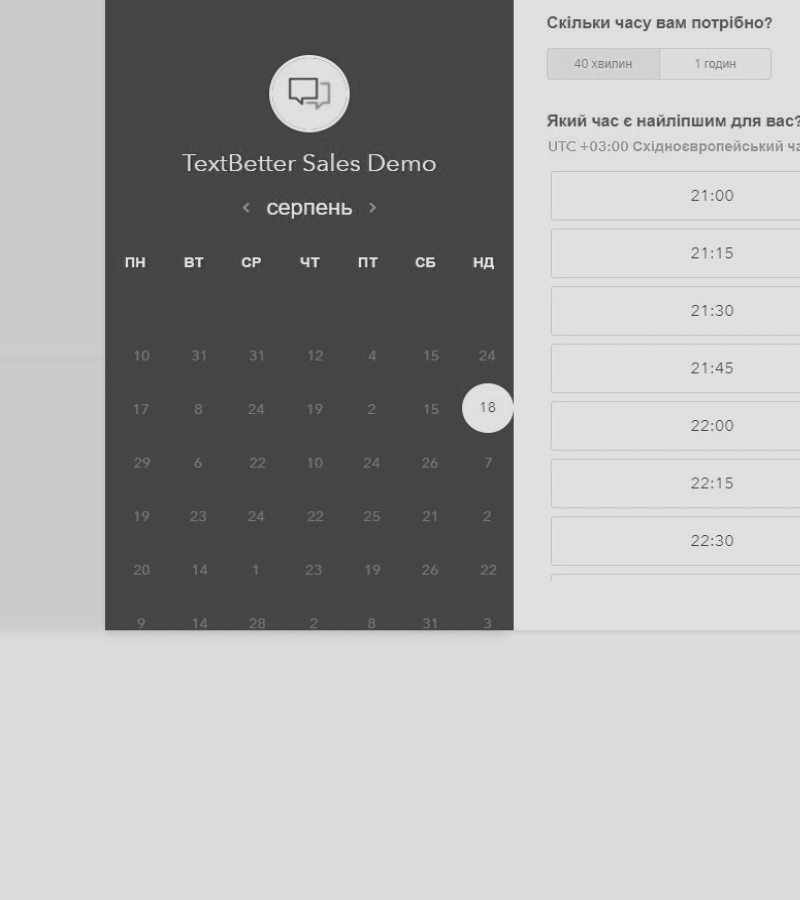 TextBetter Sales Demo
< серпень >
ПН ВТ СР ЧТ ПТ СБ НД
10 31 31 12 4 15 24
17 8 24 19 2 15 18
29 6 22 10 24 26 7
19 23 24 22 25 21 2
20 14 1 23 19 26 22
9 14 28 2 8 31 3
Скільки часу вам потрібно?
40 хвилин 1 годин
Який час є найліпшим для вас?
UTC +03:00 Східноєвропейський ча
21:00
21:15
21:30
21:45
22:00
22:15
22:30